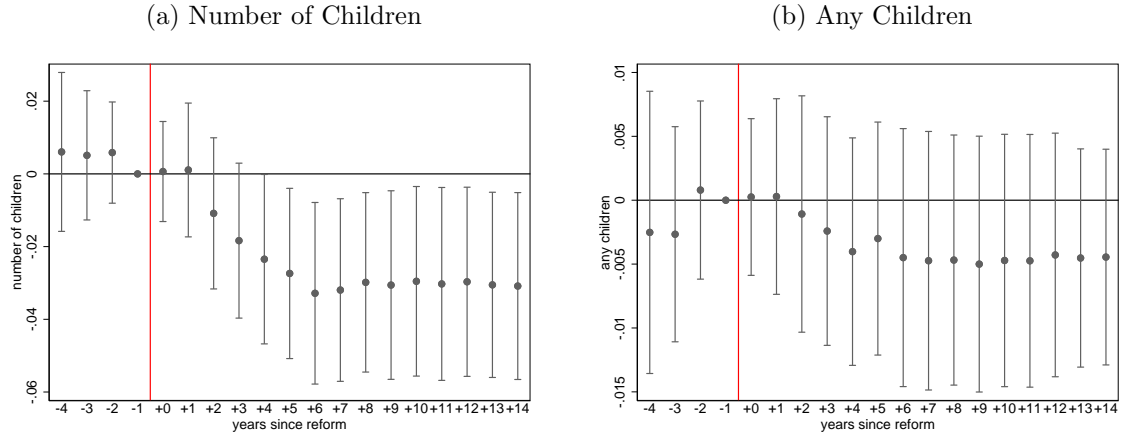 (a) Number of Children
number of children
.02
0
-.02
-.04
-.06
-4 -3 -2 -1 +0 +1 +2 +3 +4 +5 +6 +7 +8 +9 +10 +11 +12 +13 +14
years since reform
(b) Any Children
any children
.01
.005
0
-.005
-.01
-.015
-4 -3 -2 -1 +0 +1 +2 +3 +4 +5 +6 +7 +8 +9 +10 +11 +12 +13 +14
years since reform